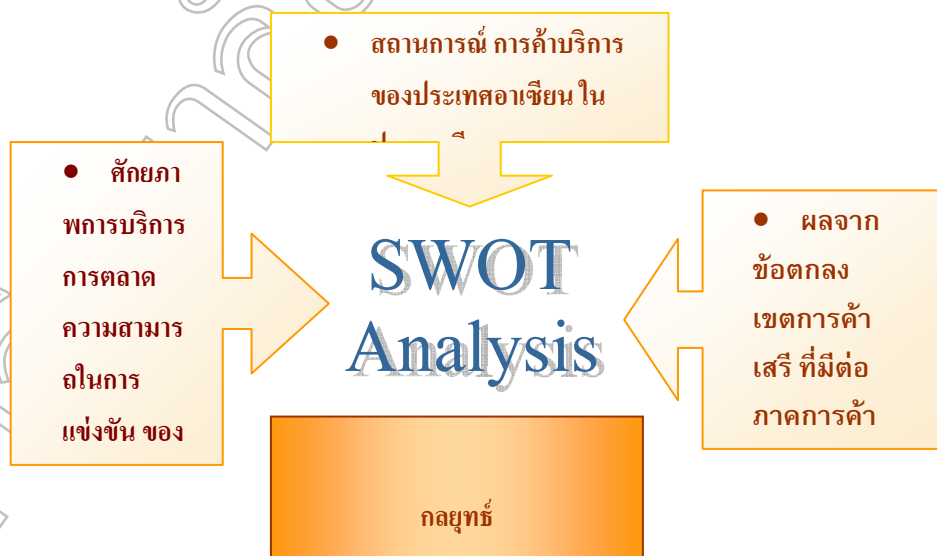 ● สถานการณ์ การค้าบริการ
ของประเทศอาเซียน ใน
● ศักยภา
พการบริการ
การตลาด
ความสามาร
ถในการ
แข่งขัน ของ
SWOT
Analysis
● ผลจาก
ข้อตกลง
เขตการค้า
เสรี ที่มีต่อ
ภาคการค้า
กลยุทธ์